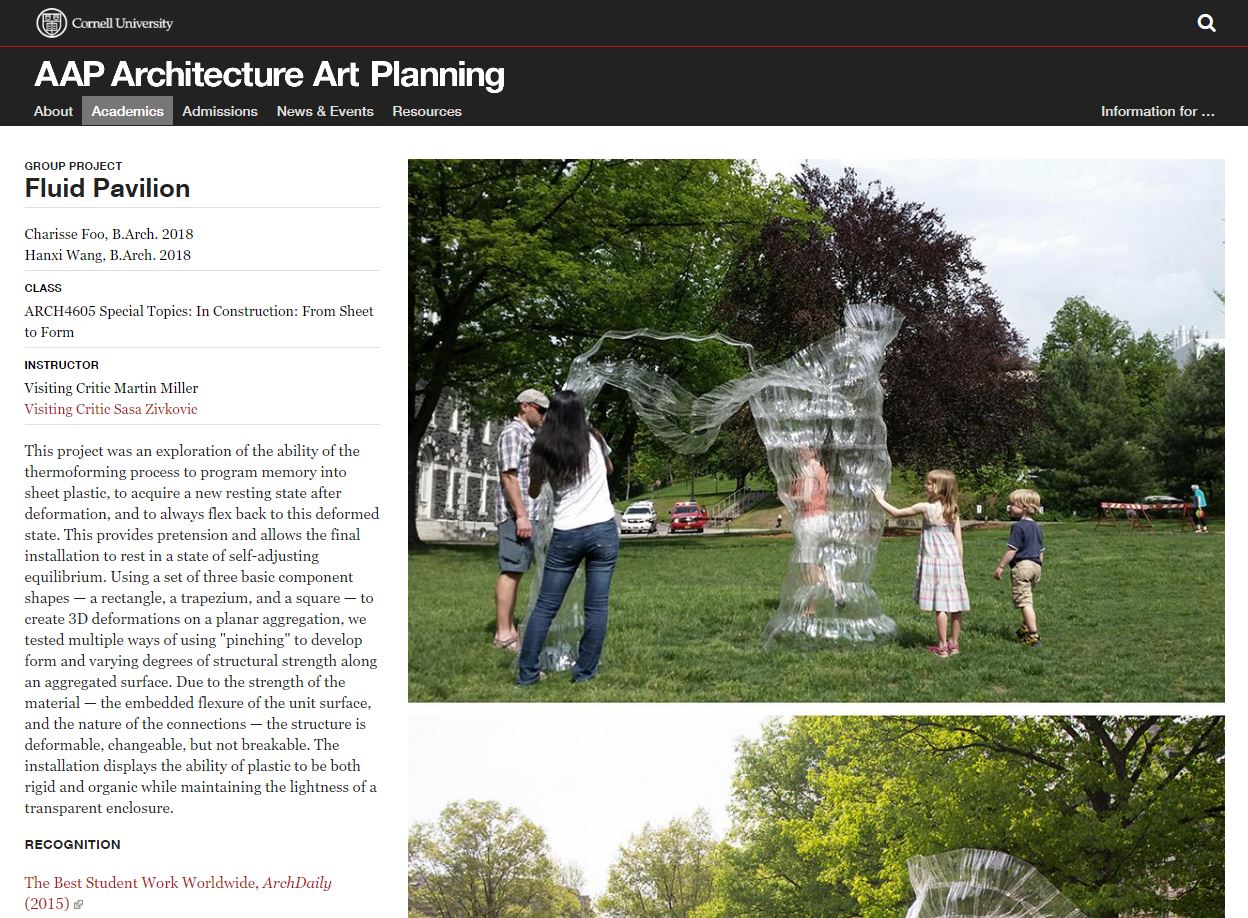 Cornell University
AAP Architecture Art Planning
About Academics Admissions News & Events Resources Information for ...
GROUP PROJECT
Fluid Pavilion
Charisse Foo, B.Arch. 2018
Hanxi Wang, B.Arch. 2018
CLASS
ARCH4605 Special Topics: In Construction: From Sheet
to Form
INSTRUCTOR
Visiting Critic Martin Miller
Visiting Critic Sasa Zivkovic
This project was an exploration of the ability of the
thermoforming process to program memory into
sheet plastic, to acquire a new resting state after
deformation, and to always flex back to this deformed
state. This provides pretension and allows the final
installation to rest in a state of self-adjusting
equilibrium. Using a set of three basic component
shapes — a rectangle, a trapezium, and a square — to
create 3D deformations on a planar aggregation, we
tested multiple ways of using "pinching" to develop
form and varying degrees of structural strength along
an aggregated surface. Due to the strength of the
material — the embedded flexure of the unit surface,
and the nature of the connections — the structure is
deformable, changeable, but not breakable. The
installation displays the ability of plastic to be both
rigid and organic while maintaining the lightness of a
transparent enclosure.
RECOGNITION
The Best Student Work Worldwide, ArchDaily
(2015)